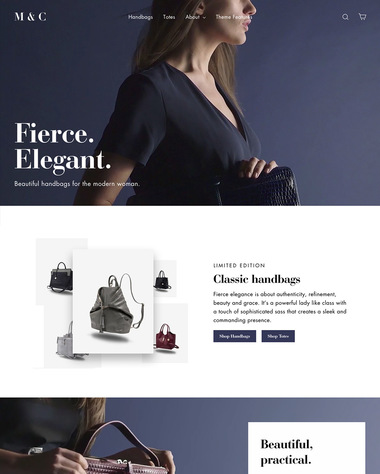 M & C
Handbags Totes About Theme Features
Fierce.
Elegant.
Beautiful handbags for the modern woman.
LIMITED EDITION
Classic handbags
Fierce elegance is about authenticity, refinement,
beauty and grace. It's a powerful lady like class with
a touch of sophisticated sass that creates a sleek and
commanding presence.
Shop Handbags Shop Totes
Beautiful,
practical.